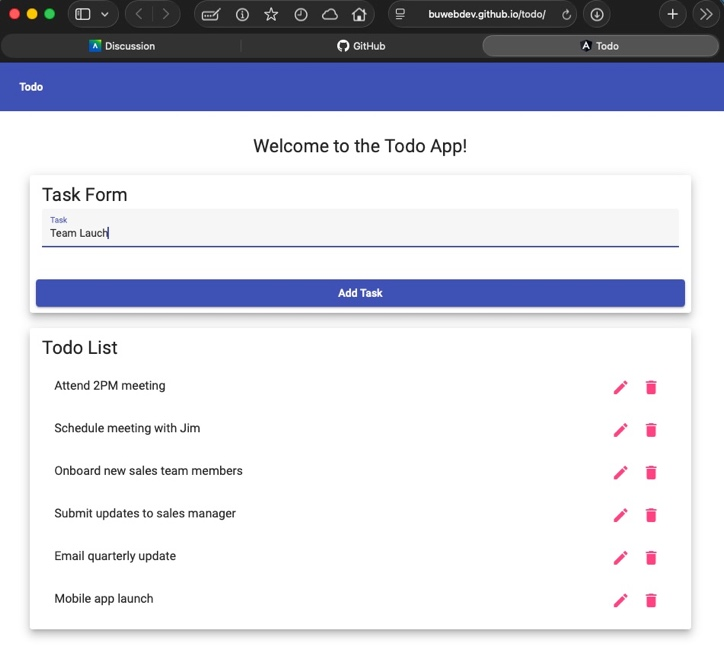 buwebdev.github.io/todo/
Discussion
GitHub
Todo
Todo
Welcome to the Todo App!
Task Form
Task
Team Lauch
Add Task
Todo List
Attend 2PM meeting
Schedule meeting with Jim
Onboard new sales team members
Submit updates to sales manager
Email quarterly update
Mobile app launch